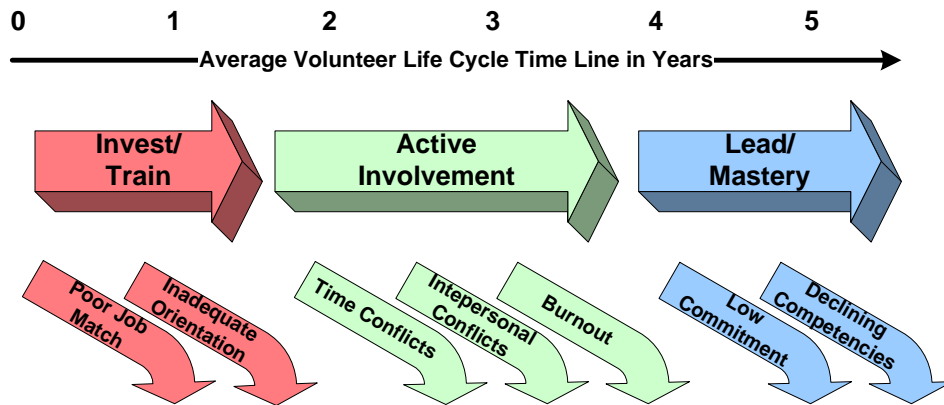 0 1 2 3 4 5
Average Volunteer Life Cycle Time Line in Years
Invest/
Train
Active
Involvement
Lead/
Mastery
Poor Job
Match
Inadequate
Orientation
Time Conflicts
Intepersonal
Conflicts
Burnout
Low
Commitment
Declining
Competencies